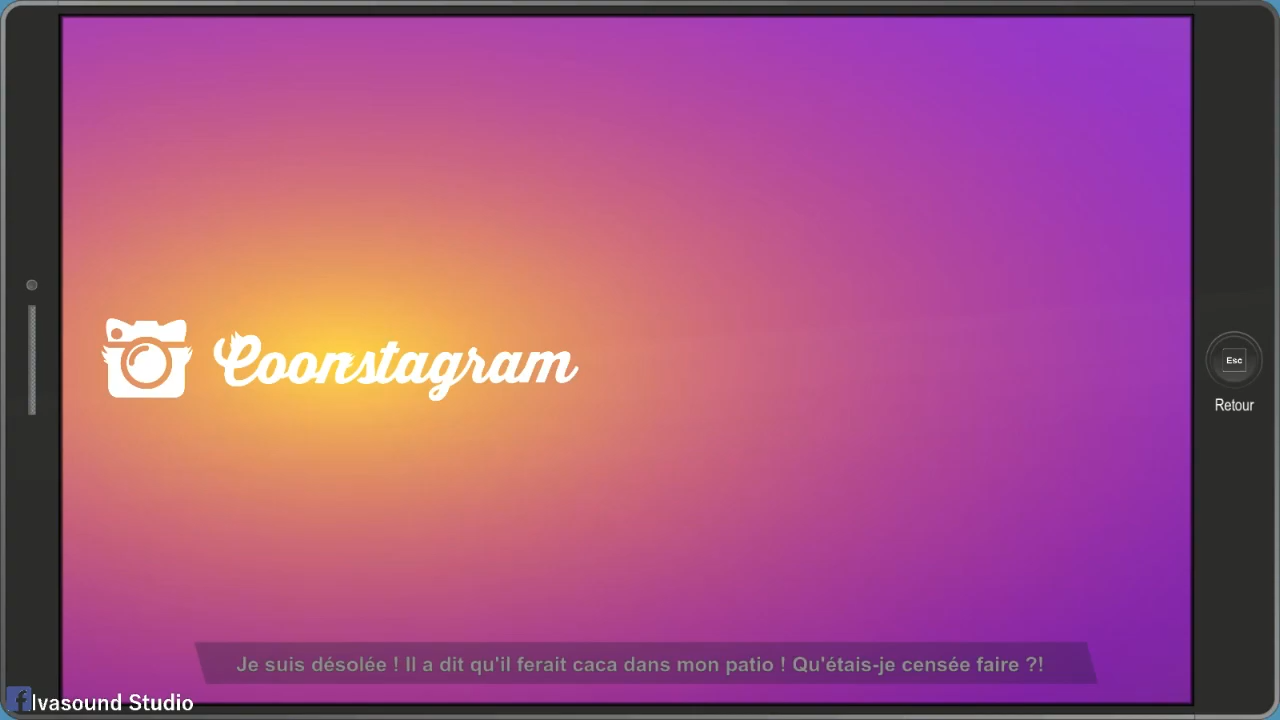 Coonstagram
Esc
Retour
Je suis désolée ! Il a dit qu'il ferait caca dans mon patio ! Qu'étais-je censée faire ?!
f Ivasound Studio